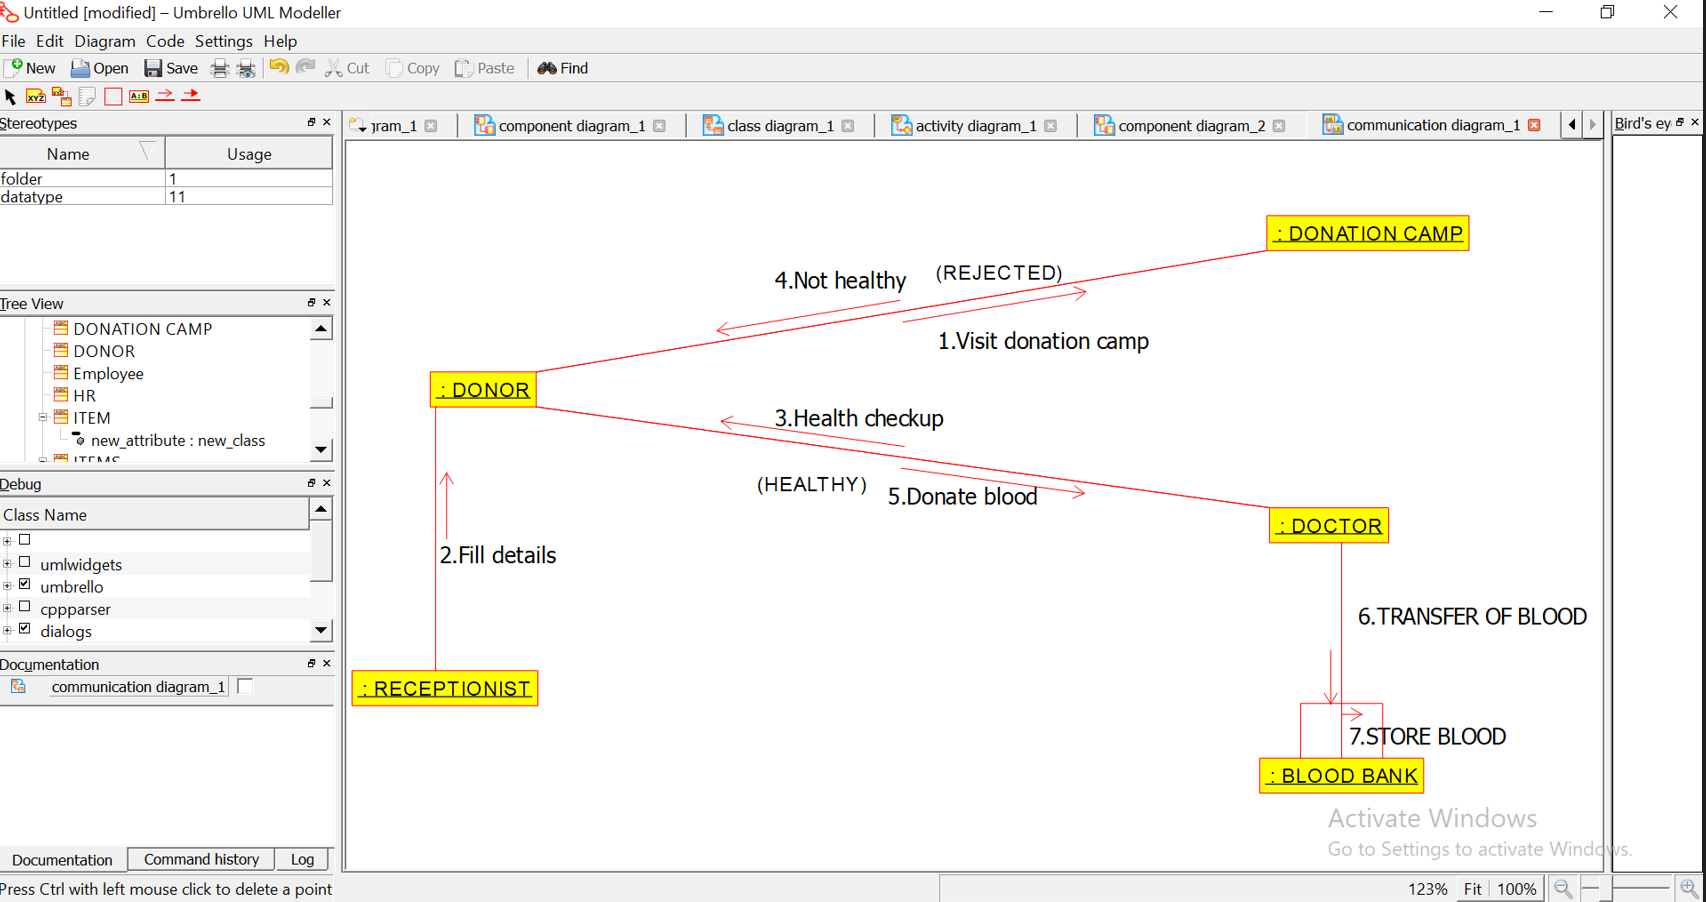 Untitled [modified] – Umbrello UML Modeller
File Edit Diagram Code Settings Help
New Open Save Cut Copy Paste Find
XYZ XYZ A:B
Stereotypes
Name Usage
folder 1
datatype 11
Tree View
DONATION CAMP
DONOR
Employee
HR
ITEM
new_attribute : new_class
ITEMS
Debug
Class Name
umlwidgets
umbrello
cppparser
dialogs
Documentation
communication diagram_1
Documentation Command history Log
Press Ctrl with left mouse click to delete a point
ram_1 component diagram_1 class diagram_1 activity diagram_1 component diagram_2 communication diagram_1
Bird's ey
: DONATION CAMP
4.Not healthy (REJECTED)
1.Visit donation camp
: DONOR
3.Health checkup
(HEALTHY) 5.Donate blood
: DOCTOR
2.Fill details
6.TRANSFER OF BLOOD
: RECEPTIONIST
7.STORE BLOOD
: BLOOD BANK
Activate Windows
Go to Settings to activate Windows.
123% Fit 100%